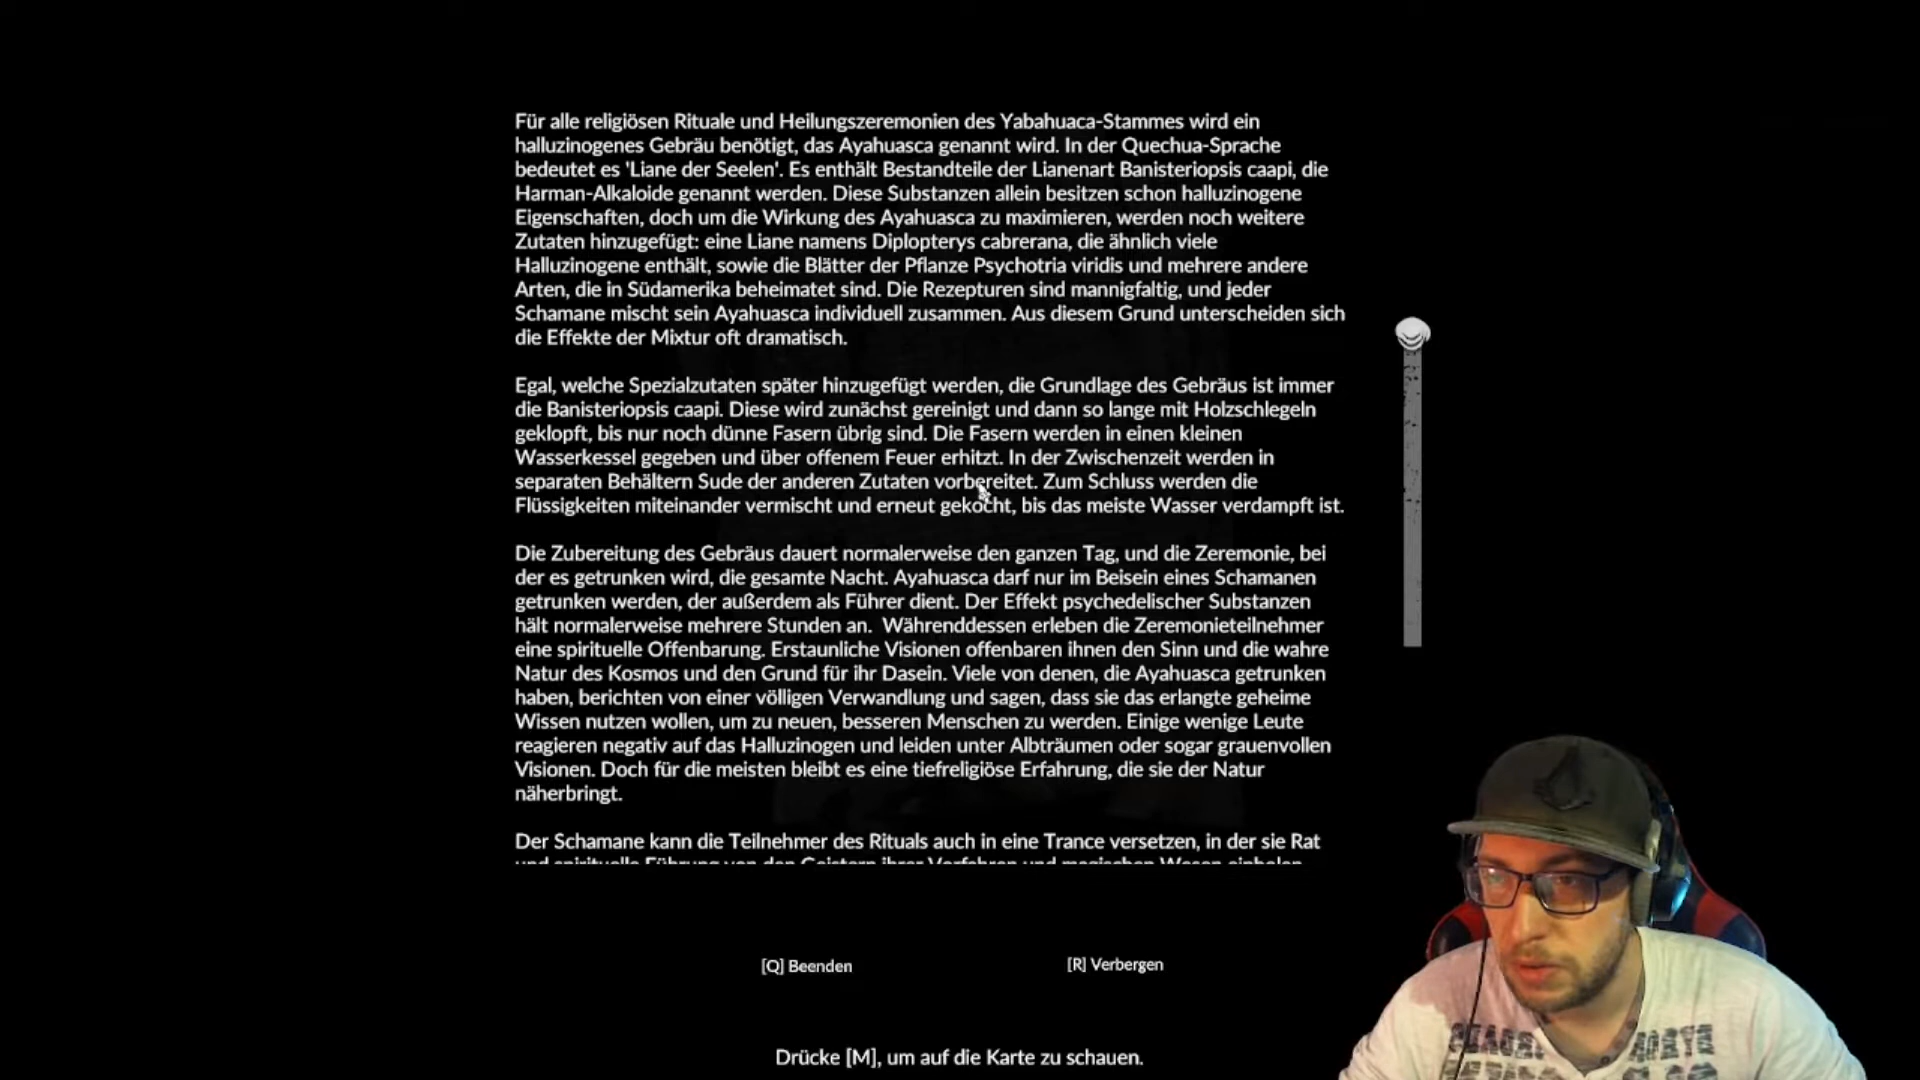 Für alle religiösen Rituale und Heilungszeremonien des Yabahuaca-Stammes wird ein
halluzinogenes Gebräu benötigt, das Ayahuasca genannt wird. In der Quechua-Sprache
bedeutet es 'Liane der Seelen'. Es enthält Bestandteile der Lianenart Banisteriopsis caapi, die
Harman-Alkaloide genannt werden. Diese Substanzen allein besitzen schon halluzinogene
Eigenschaften, doch um die Wirkung des Ayahuasca zu maximieren, werden noch weitere
Zutaten hinzugefügt: eine Liane namens Diplopterys cabrerana, die ähnlich viele
Halluzinogene enthält, sowie die Blätter der Pflanze Psychotria viridis und mehrere andere
Arten, die in Südamerika beheimatet sind. Die Rezepturen sind mannigfaltig, und jeder
Schamane mischt sein Ayahuasca individuell zusammen. Aus diesem Grund unterscheiden sich
die Effekte der Mixtur oft dramatisch.
Egal, welche Spezialzutaten später hinzugefügt werden, die Grundlage des Gebräus ist immer
die Banisteriopsis caapi. Diese wird zunächst gereinigt und dann so lange mit Holzschlegeln
geklopft, bis nur noch dünne Fasern übrig sind. Die Fasern werden in einen kleinen
Wasserkessel gegeben und über offenem Feuer erhitzt. In der Zwischenzeit werden in
separaten Behältern Sude der anderen Zutaten vorbereitet. Zum Schluss werden die
Flüssigkeiten miteinander vermischt und erneut gekocht, bis das meiste Wasser verdampft ist.
Die Zubereitung des Gebräus dauert normalerweise den ganzen Tag, und die Zeremonie, bei
der es getrunken wird, die gesamte Nacht. Ayahuasca darf nur im Beisein eines Schamanen
getrunken werden, der außerdem als Führer dient. Der Effekt psychedelischer Substanzen
hält normalerweise mehrere Stunden an. Währenddessen erleben die Zeremonieteilnehmer
eine spirituelle Offenbarung. Erstaunliche Visionen offenbaren ihnen den Sinn und die wahre
Natur des Kosmos und den Grund für ihr Dasein. Viele von denen, die Ayahuasca getrunken
haben, berichten von einer völligen Verwandlung und sagen, dass sie das erlangte geheime
Wissen nutzen wollen, um zu neuen, besseren Menschen zu werden. Einige wenige Leute
reagieren negativ auf das Halluzinogen und leiden unter Albträumen oder sogar grauenvollen
Visionen. Doch für die meisten bleibt es eine tiefreligiöse Erfahrung, die sie der Natur
näherbringt.
Der Schamane kann die Teilnehmer des Rituals auch in eine Trance versetzen, in der sie Rat
und spirituelle Führung von den Geistern ihrer Vorfahren und magischen Wesen einholen
[Q] Beenden
[R] Verbergen
Drücke [M], um auf die Karte zu schauen.